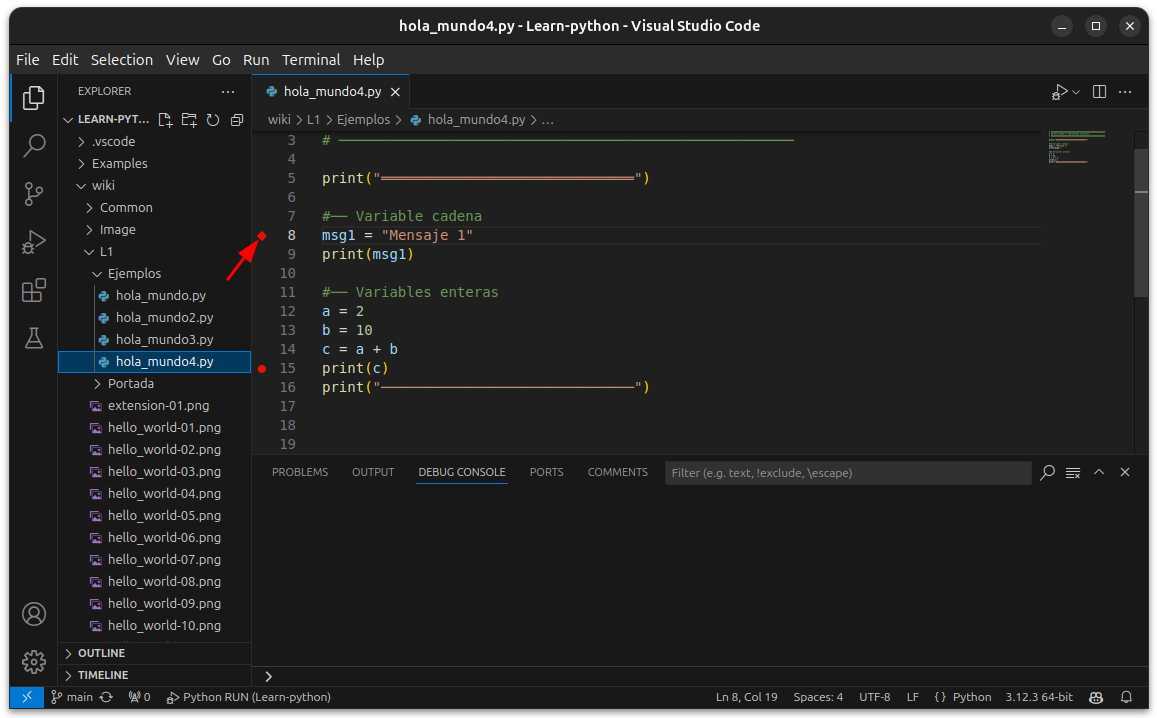 hola_mundo4.py - Learn-python - Visual Studio Code
File Edit Selection View Go Run Terminal Help
EXPLORER
LEARN-PYT...
.vscode
Examples
wiki
Common
Image
L1
Ejemplos
hola_mundo.py
hola_mundo2.py
hola_mundo3.py
hola_mundo4.py
Portada
extension-01.png
hello_world-01.png
hello_world-02.png
hello_world-03.png
hello_world-04.png
hello_world-05.png
hello_world-06.png
hello_world-07.png
hello_world-08.png
hello_world-09.png
hello_world-10.png
OUTLINE
TIMELINE
hola_mundo4.py
wiki > L1 > Ejemplos > hola_mundo4.py > ...
3 # ──────────────────────────────────────────────────────
4
5 print("══════════════════════════════")
6
7 #── Variable cadena
8 msg1 = "Mensaje 1"
9 print(msg1)
10
11 #── Variables enteras
12 a = 2
13 b = 10
14 c = a + b
15 print(c)
16 print("──────────────────────────────")
17
18
19
PROBLEMS OUTPUT DEBUG CONSOLE PORTS COMMENTS Filter (e.g. text, !exclude, \escape)
main 0 Python RUN (Learn-python) Ln 8, Col 19 Spaces: 4 UTF-8 LF {} Python 3.12.3 64-bit